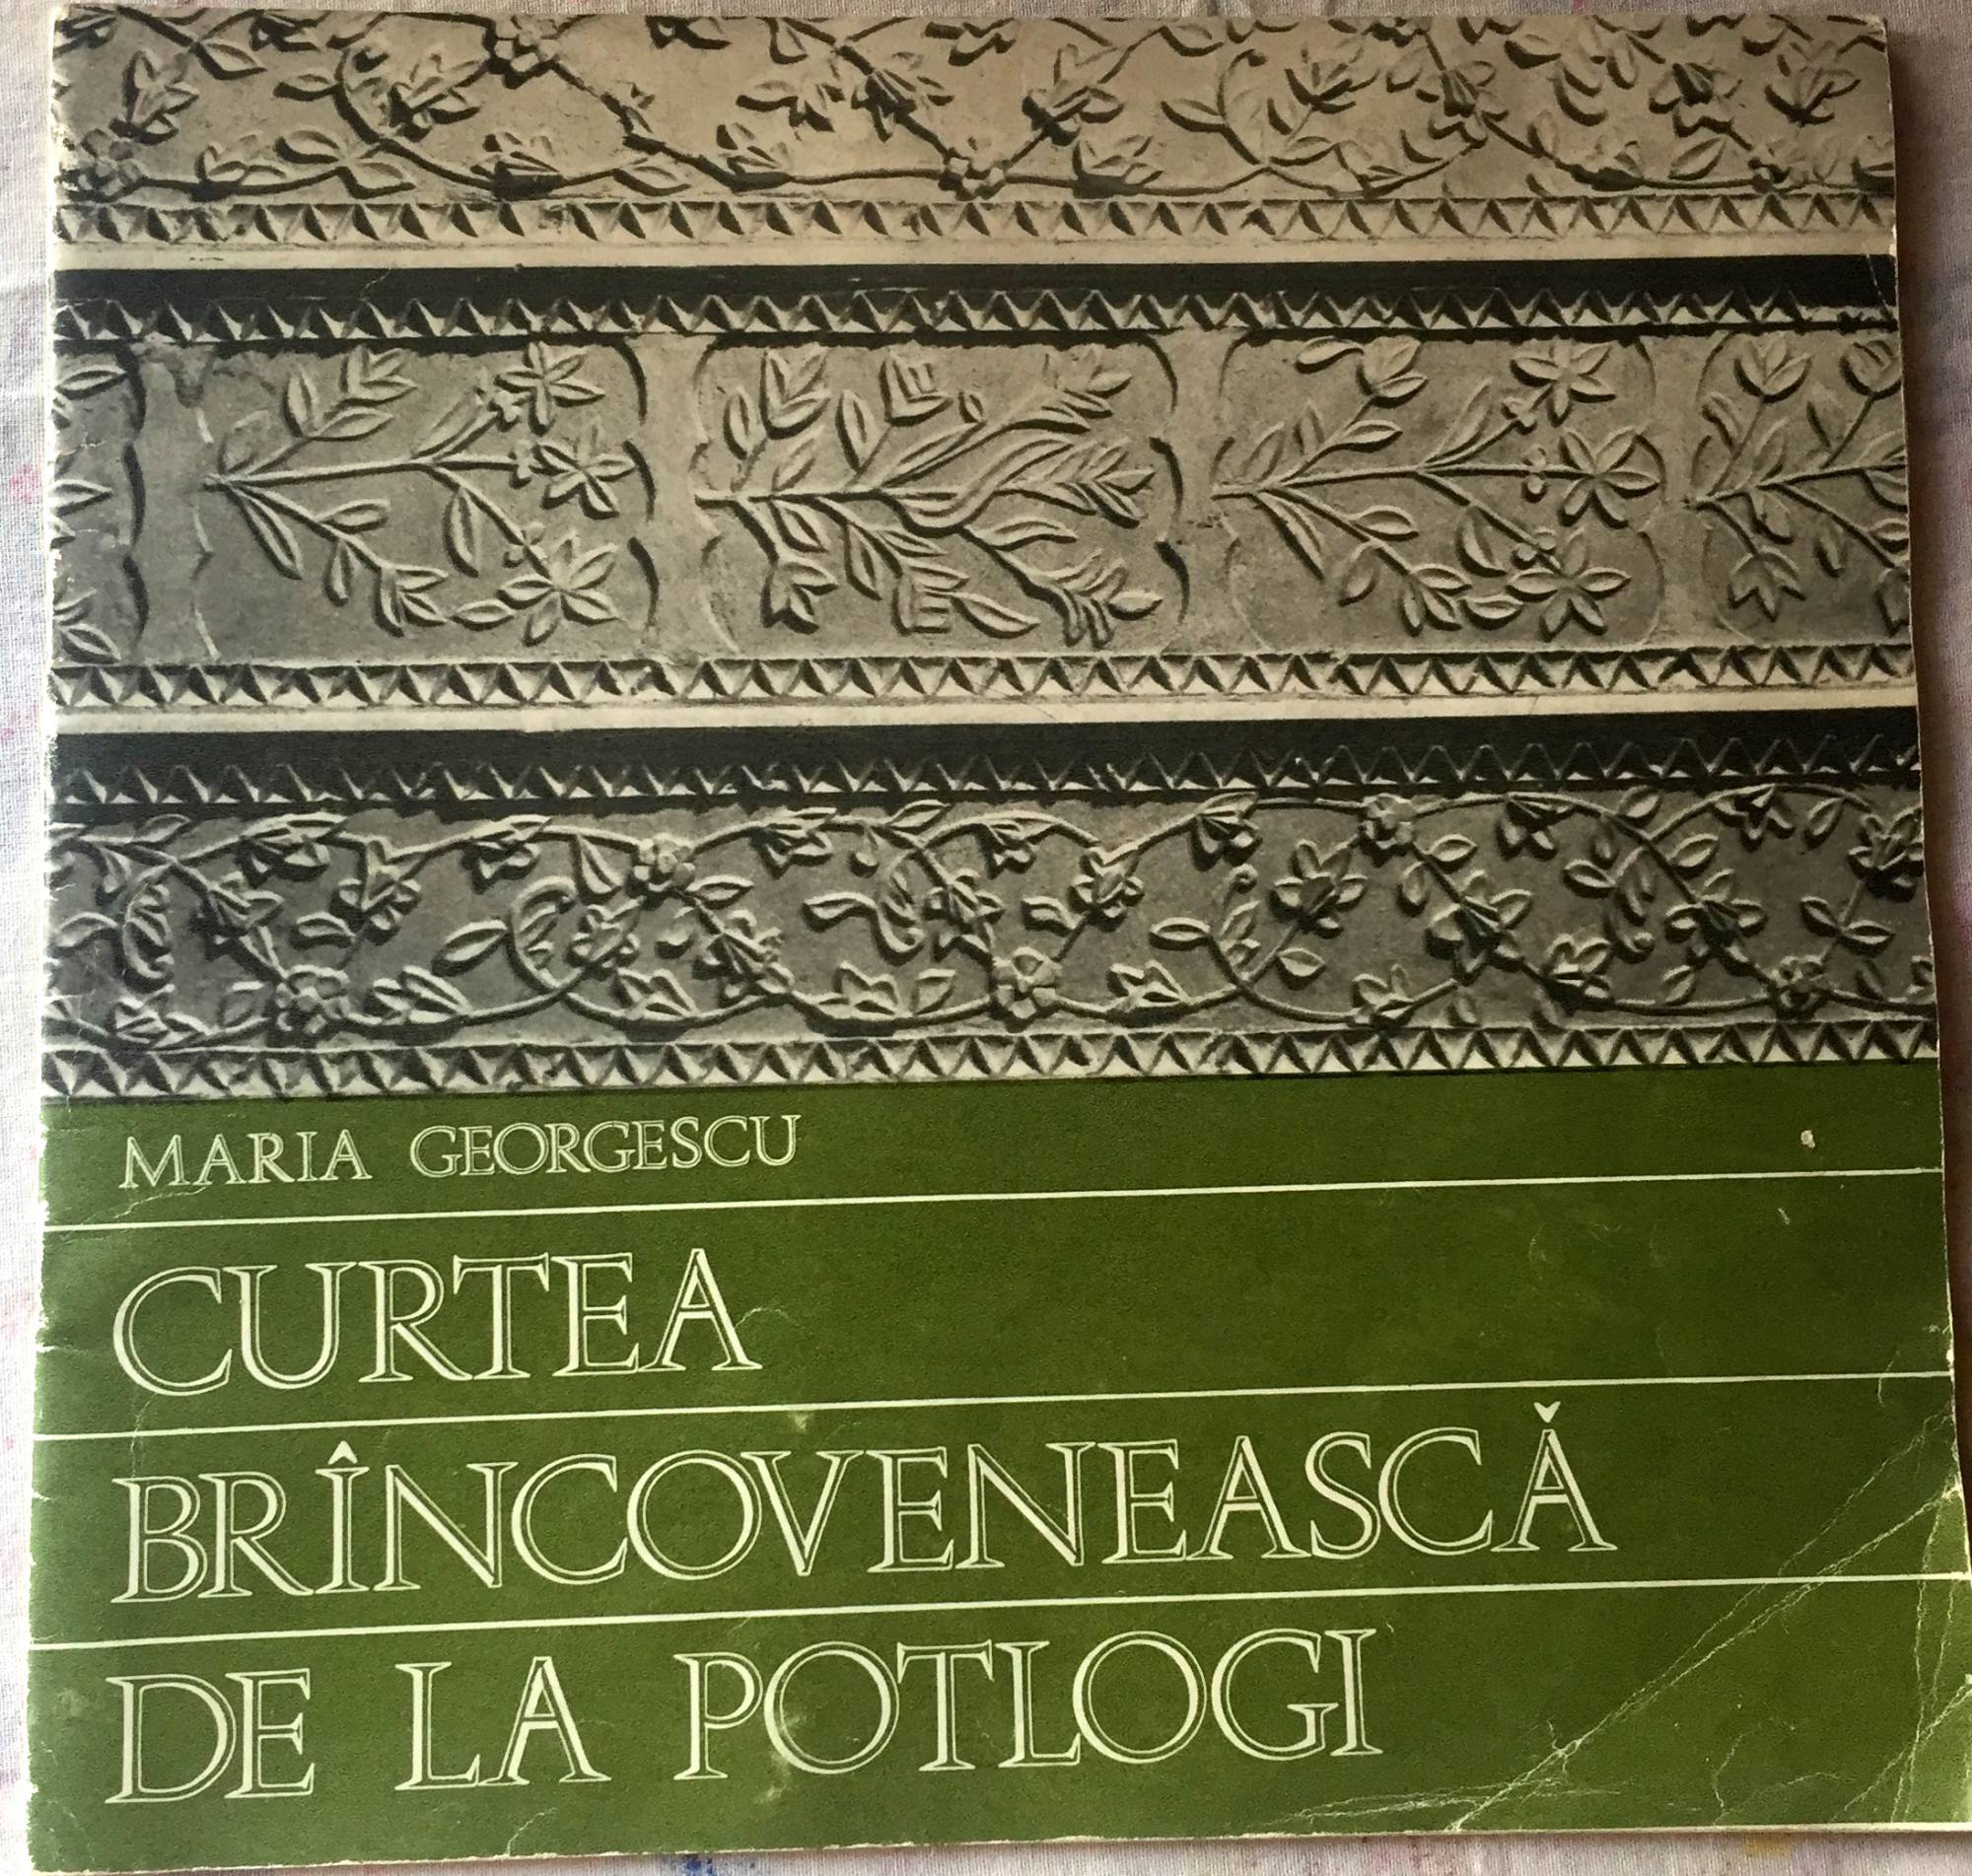 MARIA GEORGESCU
CURTEA
BRÎNCOVENEASCĂ
DE LA POTLOGI